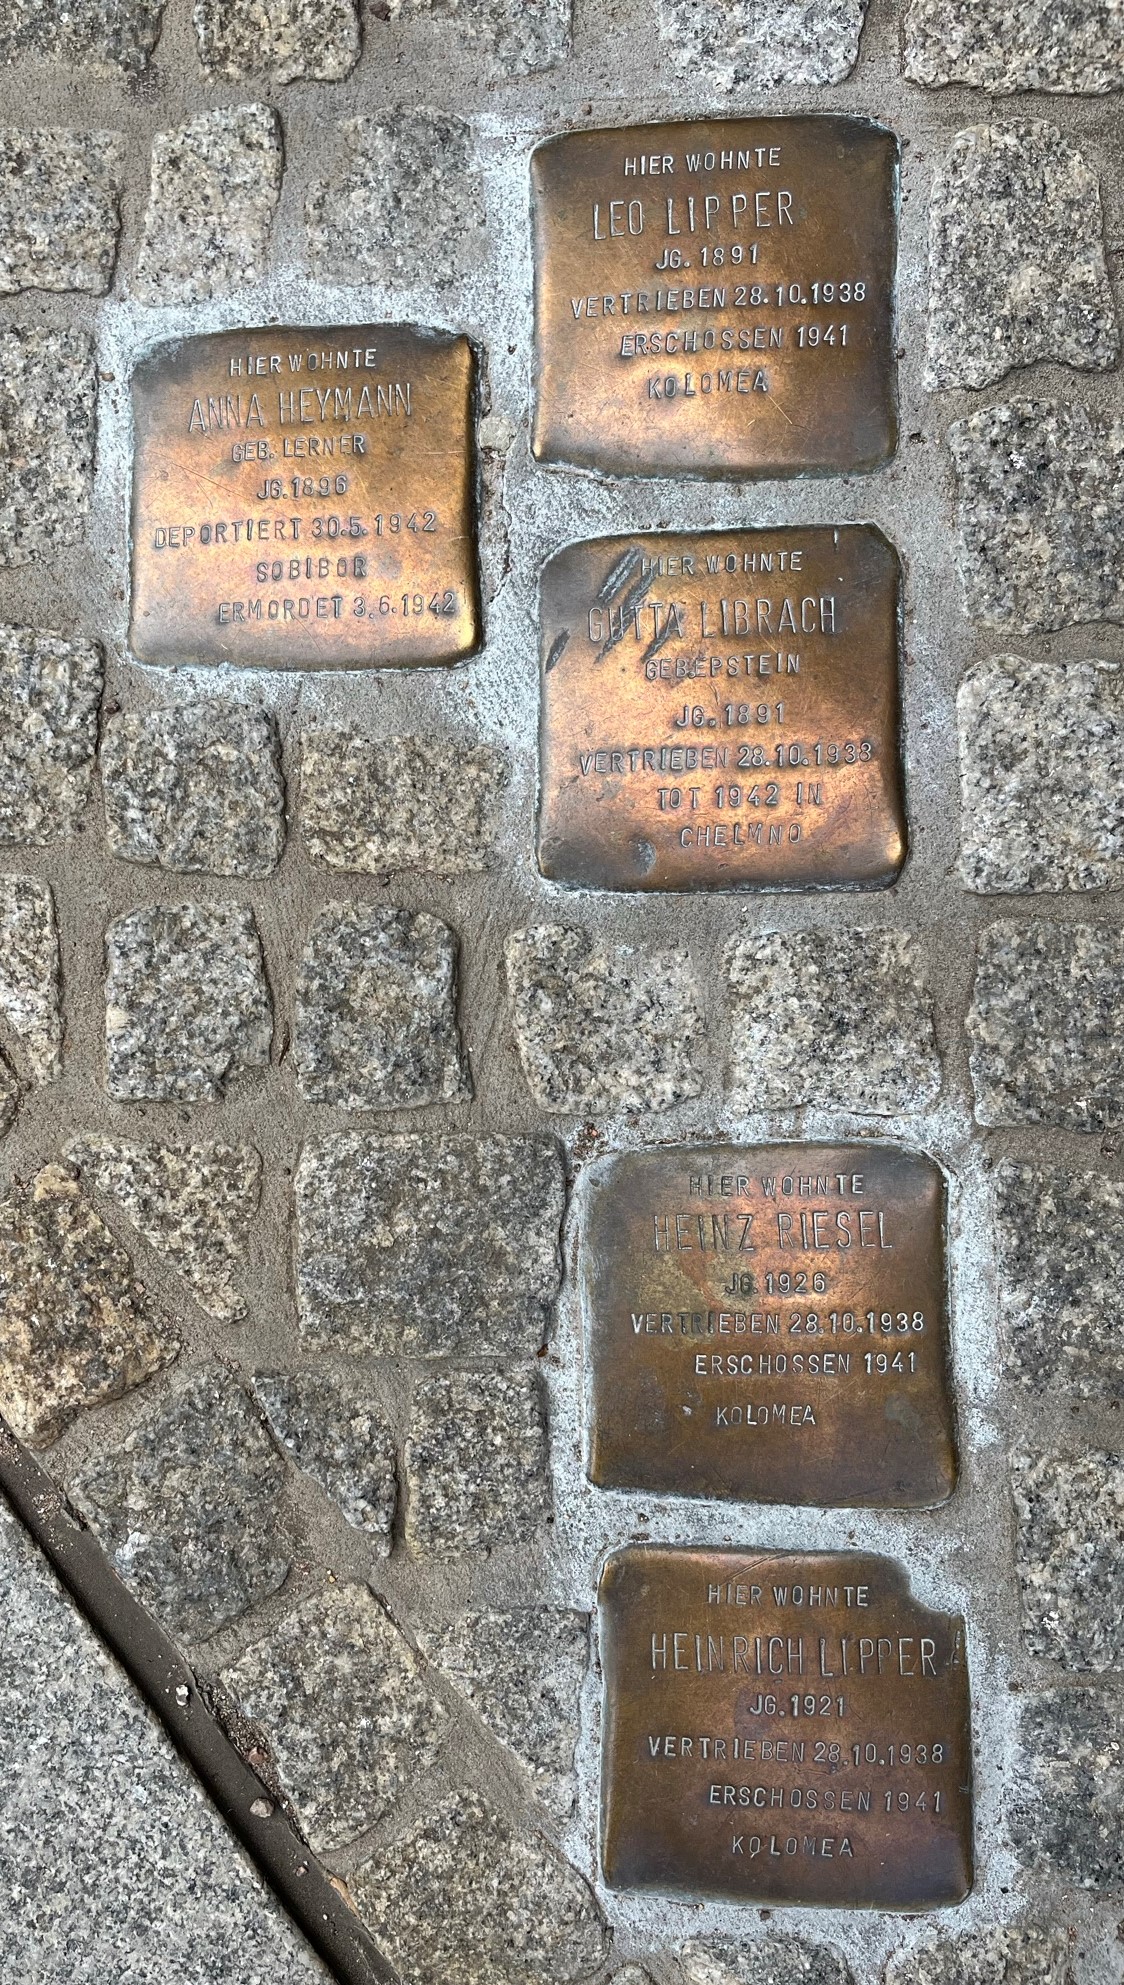 HIER WOHNTE
LEO LIPPER
JG. 1891
VERTRIEBEN 28.10.1938
ERSCHOSSEN 1941
KOLOMEA
HIER WOHNTE
ANNA HEYMANN
GEB. LERNER
JG. 1896
DEPORTIERT 30.5.1942
SOBIBOR
ERMORDET 3.6.1942
HIER WOHNTE
GUTTA LIBRACH
GEB. EPSTEIN
JG. 1891
VERTRIEBEN 28.10.1938
TOT 1942 IN
CHELMNO
HIER WOHNTE
HEINZ RIESEL
JG. 1926
VERTRIEBEN 28.10.1938
ERSCHOSSEN 1941
KOLOMEA
HIER WOHNTE
HEINRICH LIPPER
JG. 1921
VERTRIEBEN 28.10.1938
ERSCHOSSEN 1941
KOLOMEA